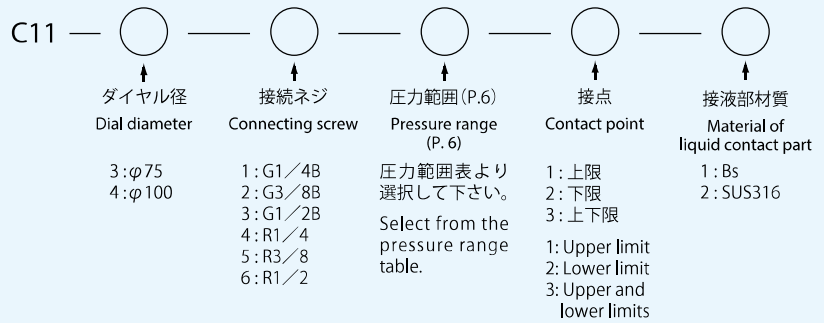 C11 — ◯ — ◯ — ◯ — ◯ — ◯
ダイヤル径
Dial diameter
3 : φ 75
4 : φ 100
接続ネジ
Connecting screw
1 : G1／4B
2 : G3／8B
3 : G1／2B
4 : R1／4
5 : R3／8
6 : R1／2
圧力範囲(P.6)
Pressure range
(P. 6)
圧力範囲表より
選択して下さい。
Select from the
pressure range
table.
接点
Contact point
1 : 上限
2 : 下限
3 : 上下限
1: Upper limit
2: Lower limit
3: Upper and
lower limits
接液部材質
Material of
liquid contact part
1 : Bs
2 : SUS316